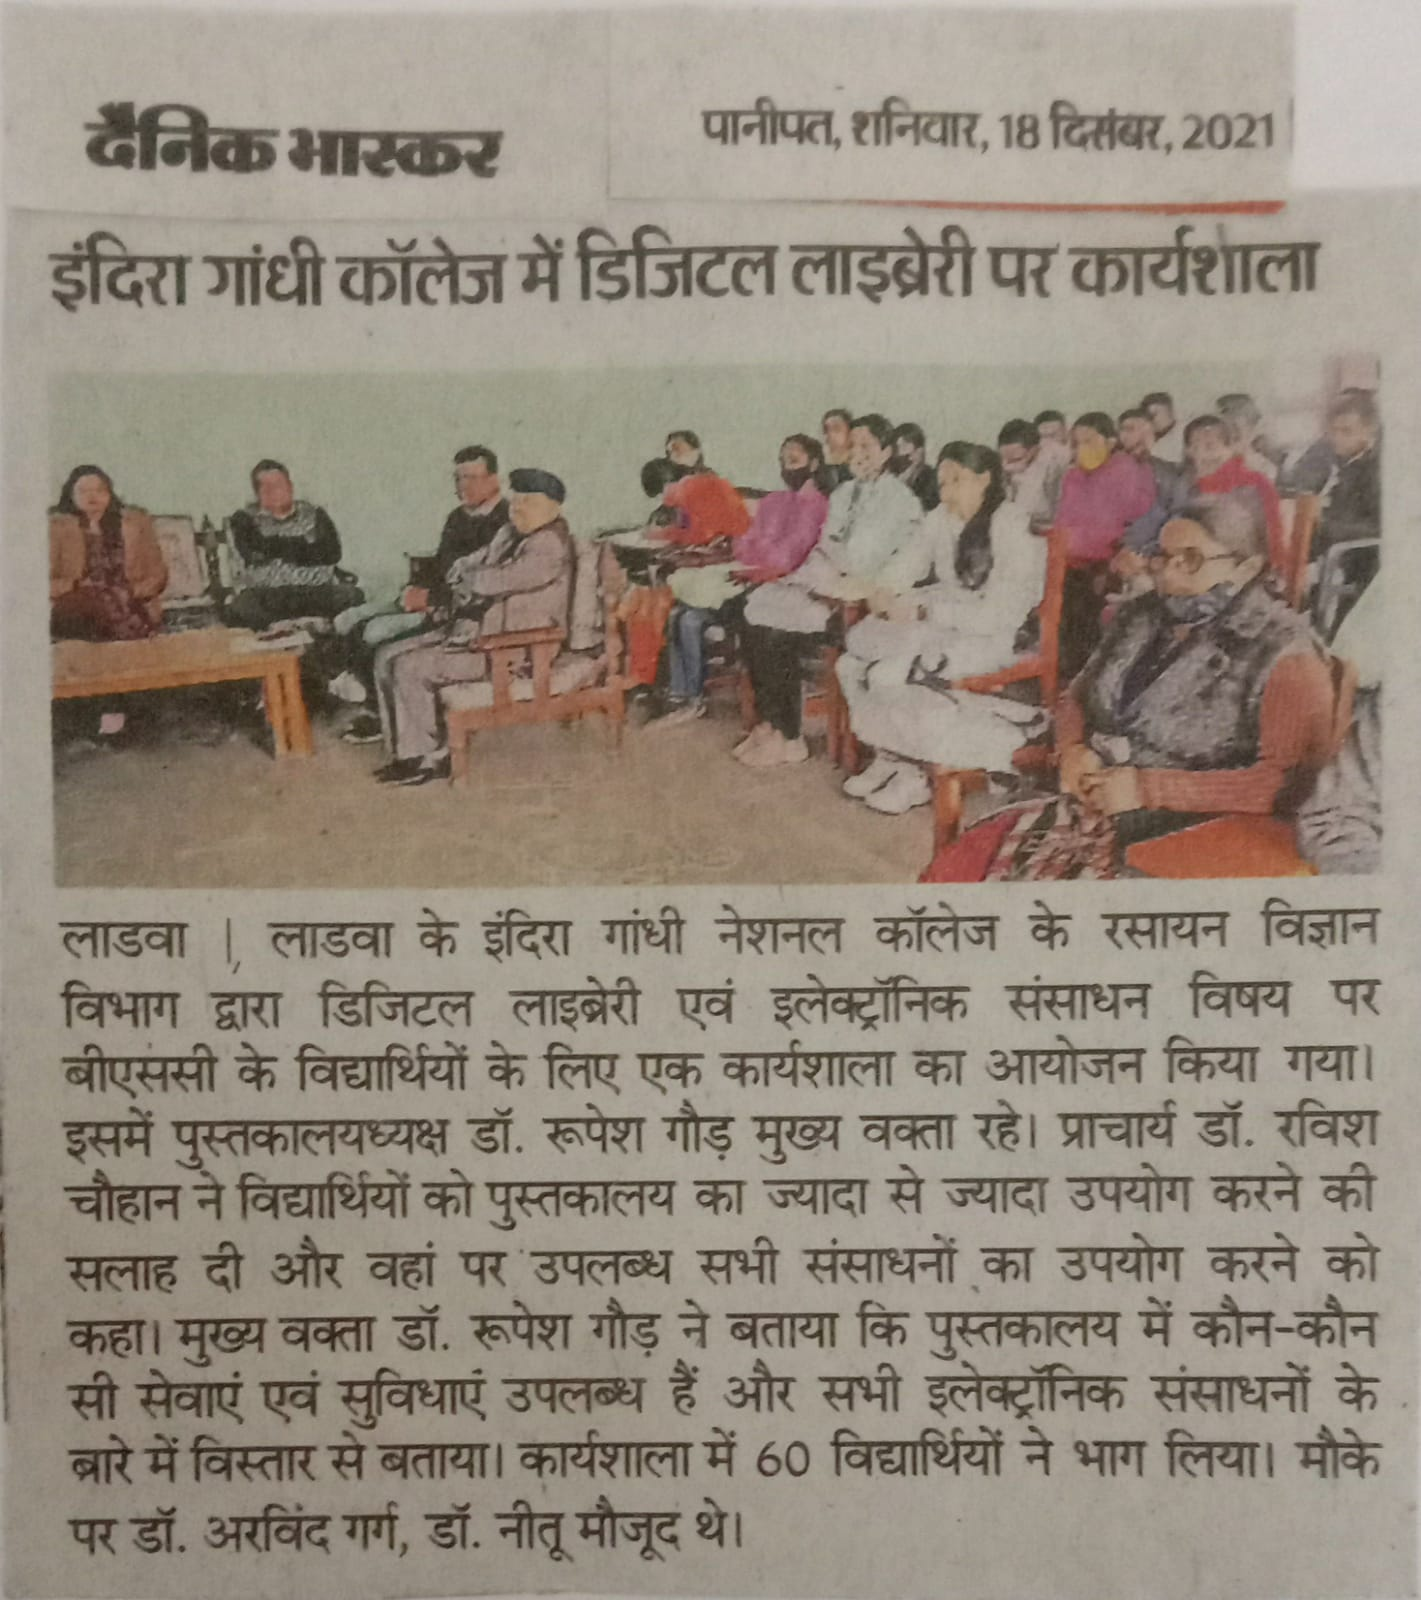 दैनिक भास्कर
पानीपत, शनिवार, 18 दिसंबर, 2021
इंदिरा गांधी कॉलेज में डिजिटल लाइब्रेरी पर कार्यशाला
लाडवा |, लाडवा के इंदिरा गांधी नेशनल कॉलेज के रसायन विज्ञान
विभाग द्वारा डिजिटल लाइब्रेरी एवं इलेक्ट्रॉनिक संसाधन विषय पर
बीएससी के विद्यार्थियों के लिए एक कार्यशाला का आयोजन किया गया।
इसमें पुस्तकालयध्यक्ष डॉ. रूपेश गौड़ मुख्य वक्ता रहे। प्राचार्य डॉ. रविश
चौहान ने विद्यार्थियों को पुस्तकालय का ज्यादा से ज्यादा उपयोग करने की
सलाह दी और वहां पर उपलब्ध सभी संसाधनों का उपयोग करने को
कहा। मुख्य वक्ता डॉ. रूपेश गौड़ ने बताया कि पुस्तकालय में कौन-कौन
सी सेवाएं एवं सुविधाएं उपलब्ध हैं और सभी इलेक्ट्रॉनिक संसाधनों के
बारे में विस्तार से बताया। कार्यशाला में 60 विद्यार्थियों ने भाग लिया। मौके
पर डॉ. अरविंद गर्ग, डॉ. नीतू मौजूद थे।